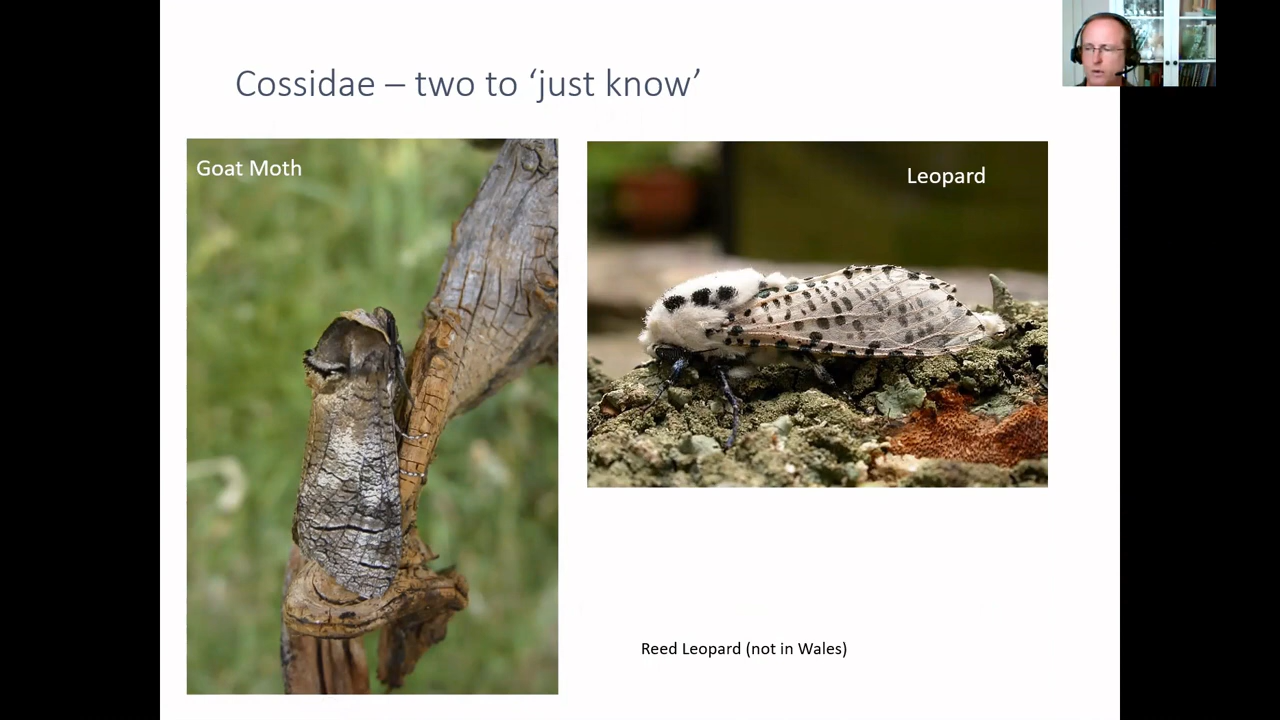 Cossidae – two to ‘just know’
Goat Moth
Leopard
Reed Leopard (not in Wales)